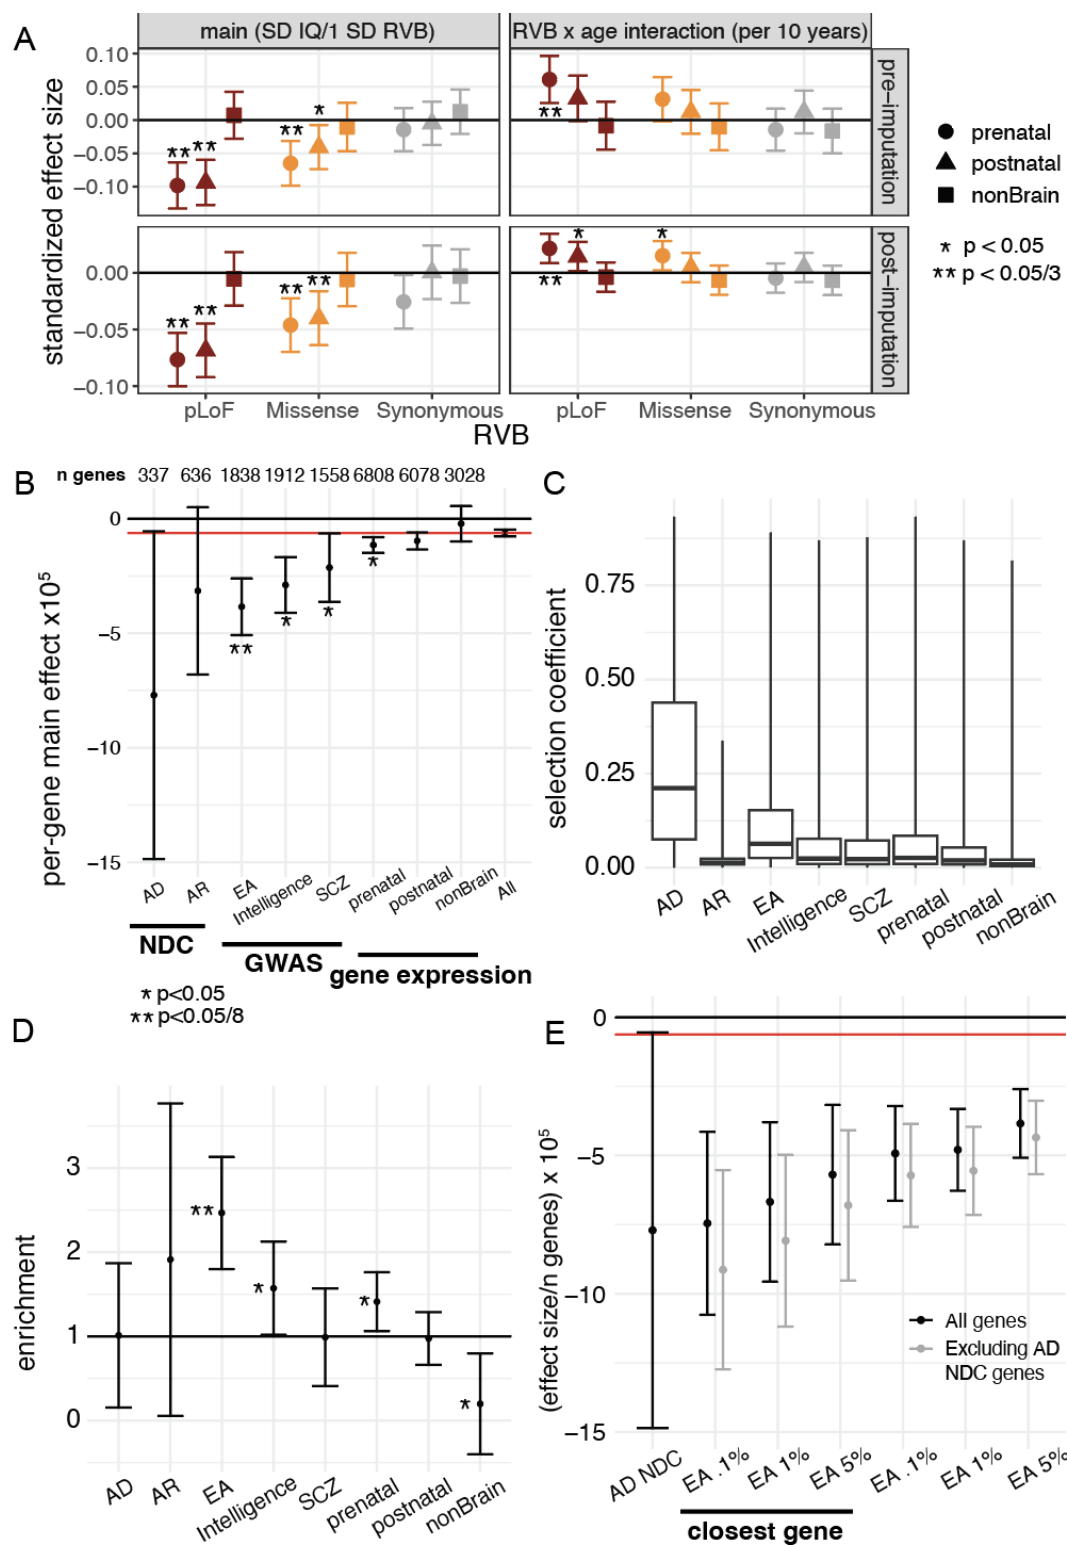 A
main (SD IQ/1 SD RVB)
RVB x age interaction (per 10 years)
standardized effect size
0.10
0.05
0.00
−0.05
−0.10
** ** ** *
**
pre−imputation
0.00
−0.05
−0.10
** ** ** **
* *
**
post−imputation
pLoF Missense Synonymous
pLoF Missense Synonymous
RVB
prenatal
postnatal
nonBrain
* p < 0.05
** p < 0.05/3
B
n genes 337 636 1838 1912 1558 6808 6078 3028
per-gene main effect x10⁵
0
−5
−10
−15
** * * *
AD AR EA Intelligence SCZ prenatal postnatal nonBrain All
NDC
GWAS
gene expression
* p<0.05
** p<0.05/8
C
selection coefficient
0.75
0.50
0.25
0.00
AD AR EA Intelligence SCZ prenatal postnatal nonBrain
D
enrichment
3
2
1
0
** * * *
AD AR EA Intelligence SCZ prenatal postnatal nonBrain
E
(effect size/n genes) x 10⁵
0
−5
−10
−15
All genes
Excluding AD
NDC genes
AD NDC EA .1% EA 1% EA 5% EA .1% EA 1% EA 5%
closest gene